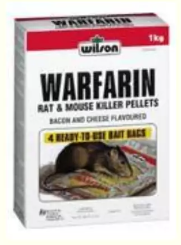 wilson
1kg
WARFARIN
RAT & MOUSE KILLER PELLETS
BACON AND CHEESE FLAVOURED
4 READY-TO-USE BAIT BAGS